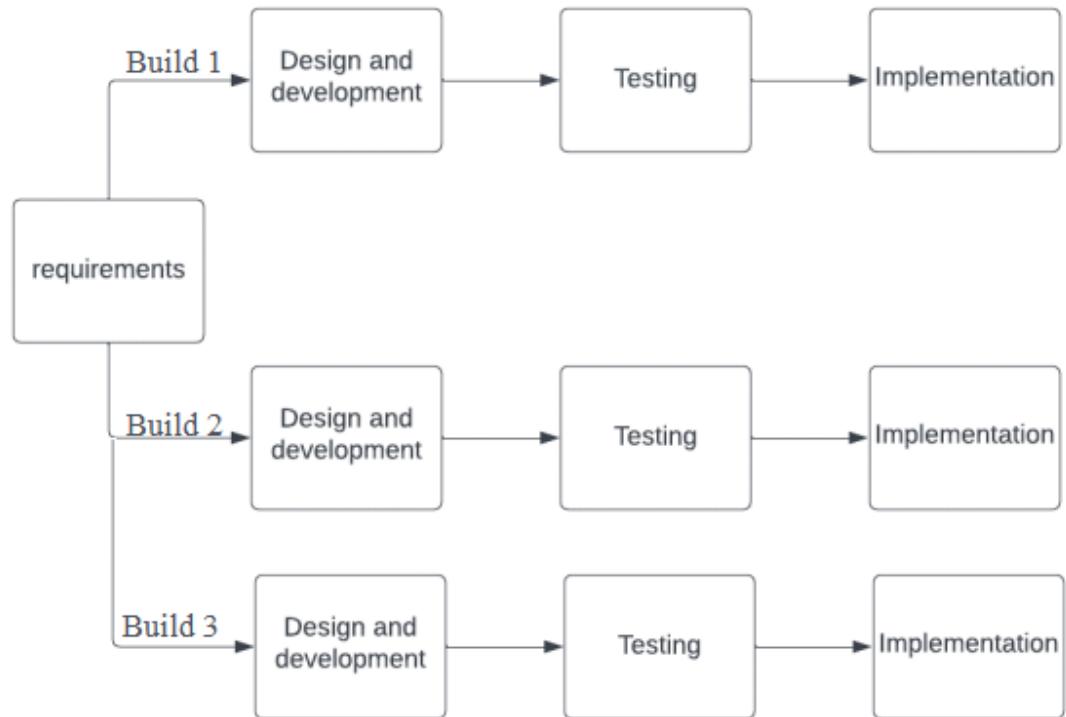 Build 1
Design and
development
Testing
Implementation
requirements
Build 2
Design and
development
Testing
Implementation
Build 3
Design and
development
Testing
Implementation